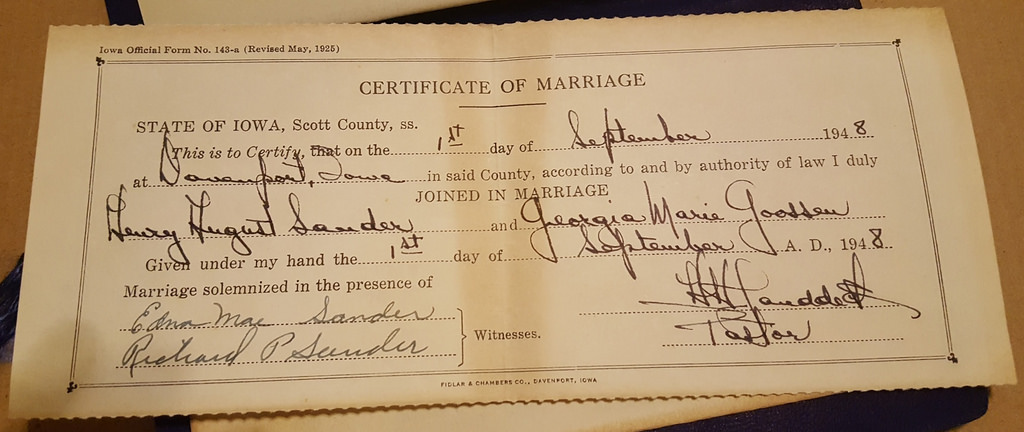 Iowa Official Form No. 143-a (Revised May, 1925)
CERTIFICATE OF MARRIAGE
STATE OF IOWA, Scott County, ss.
This is to Certify, that on the 1st day of September 1948
at Davenport, Iowa in said County, according to and by authority of law I duly
JOINED IN MARRIAGE
Henry August Sander and Georgia Marie Goossen
Given under my hand the 1st day of September A. D., 1948.
Marriage solemnized in the presence of
Edna Mae Sander
Richard P Sander
Witnesses.
Pastor
FIDLAR & CHAMBERS CO., DAVENPORT, IOWA